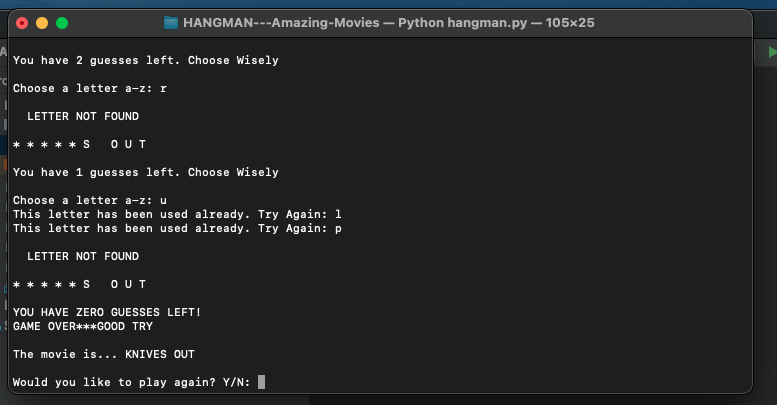 HANGMAN---Amazing-Movies — Python hangman.py — 105×25
You have 2 guesses left. Choose Wisely
Choose a letter a-z: r
LETTER NOT FOUND
* * * * * S   O U T
You have 1 guesses left. Choose Wisely
Choose a letter a-z: u
This letter has been used already. Try Again: l
This letter has been used already. Try Again: p
LETTER NOT FOUND
* * * * * S   O U T
YOU HAVE ZERO GUESSES LEFT!
GAME OVER***GOOD TRY
The movie is... KNIVES OUT
Would you like to play again? Y/N: